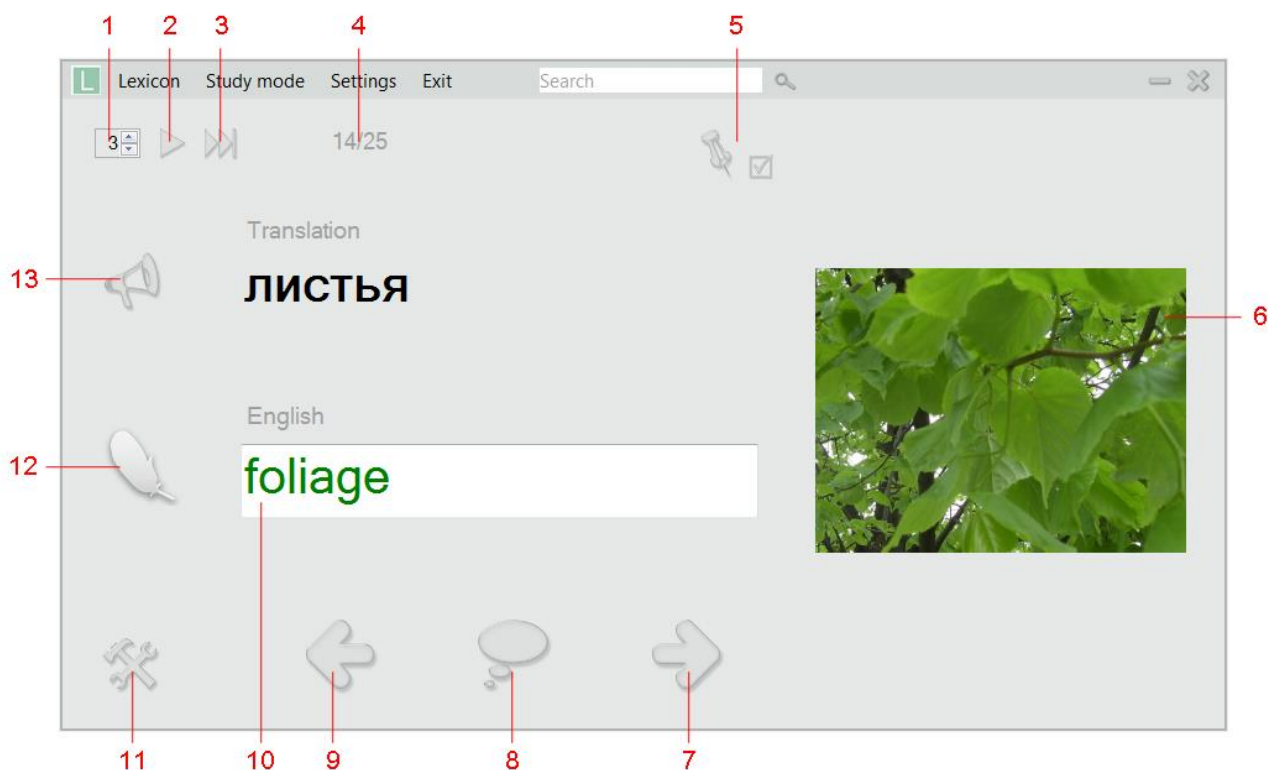 1 2 3 4 5
L Lexicon Study mode Settings Exit Search
3 14/25
Translation
13
листья
6
English
12
foliage
11 10 9 8 7